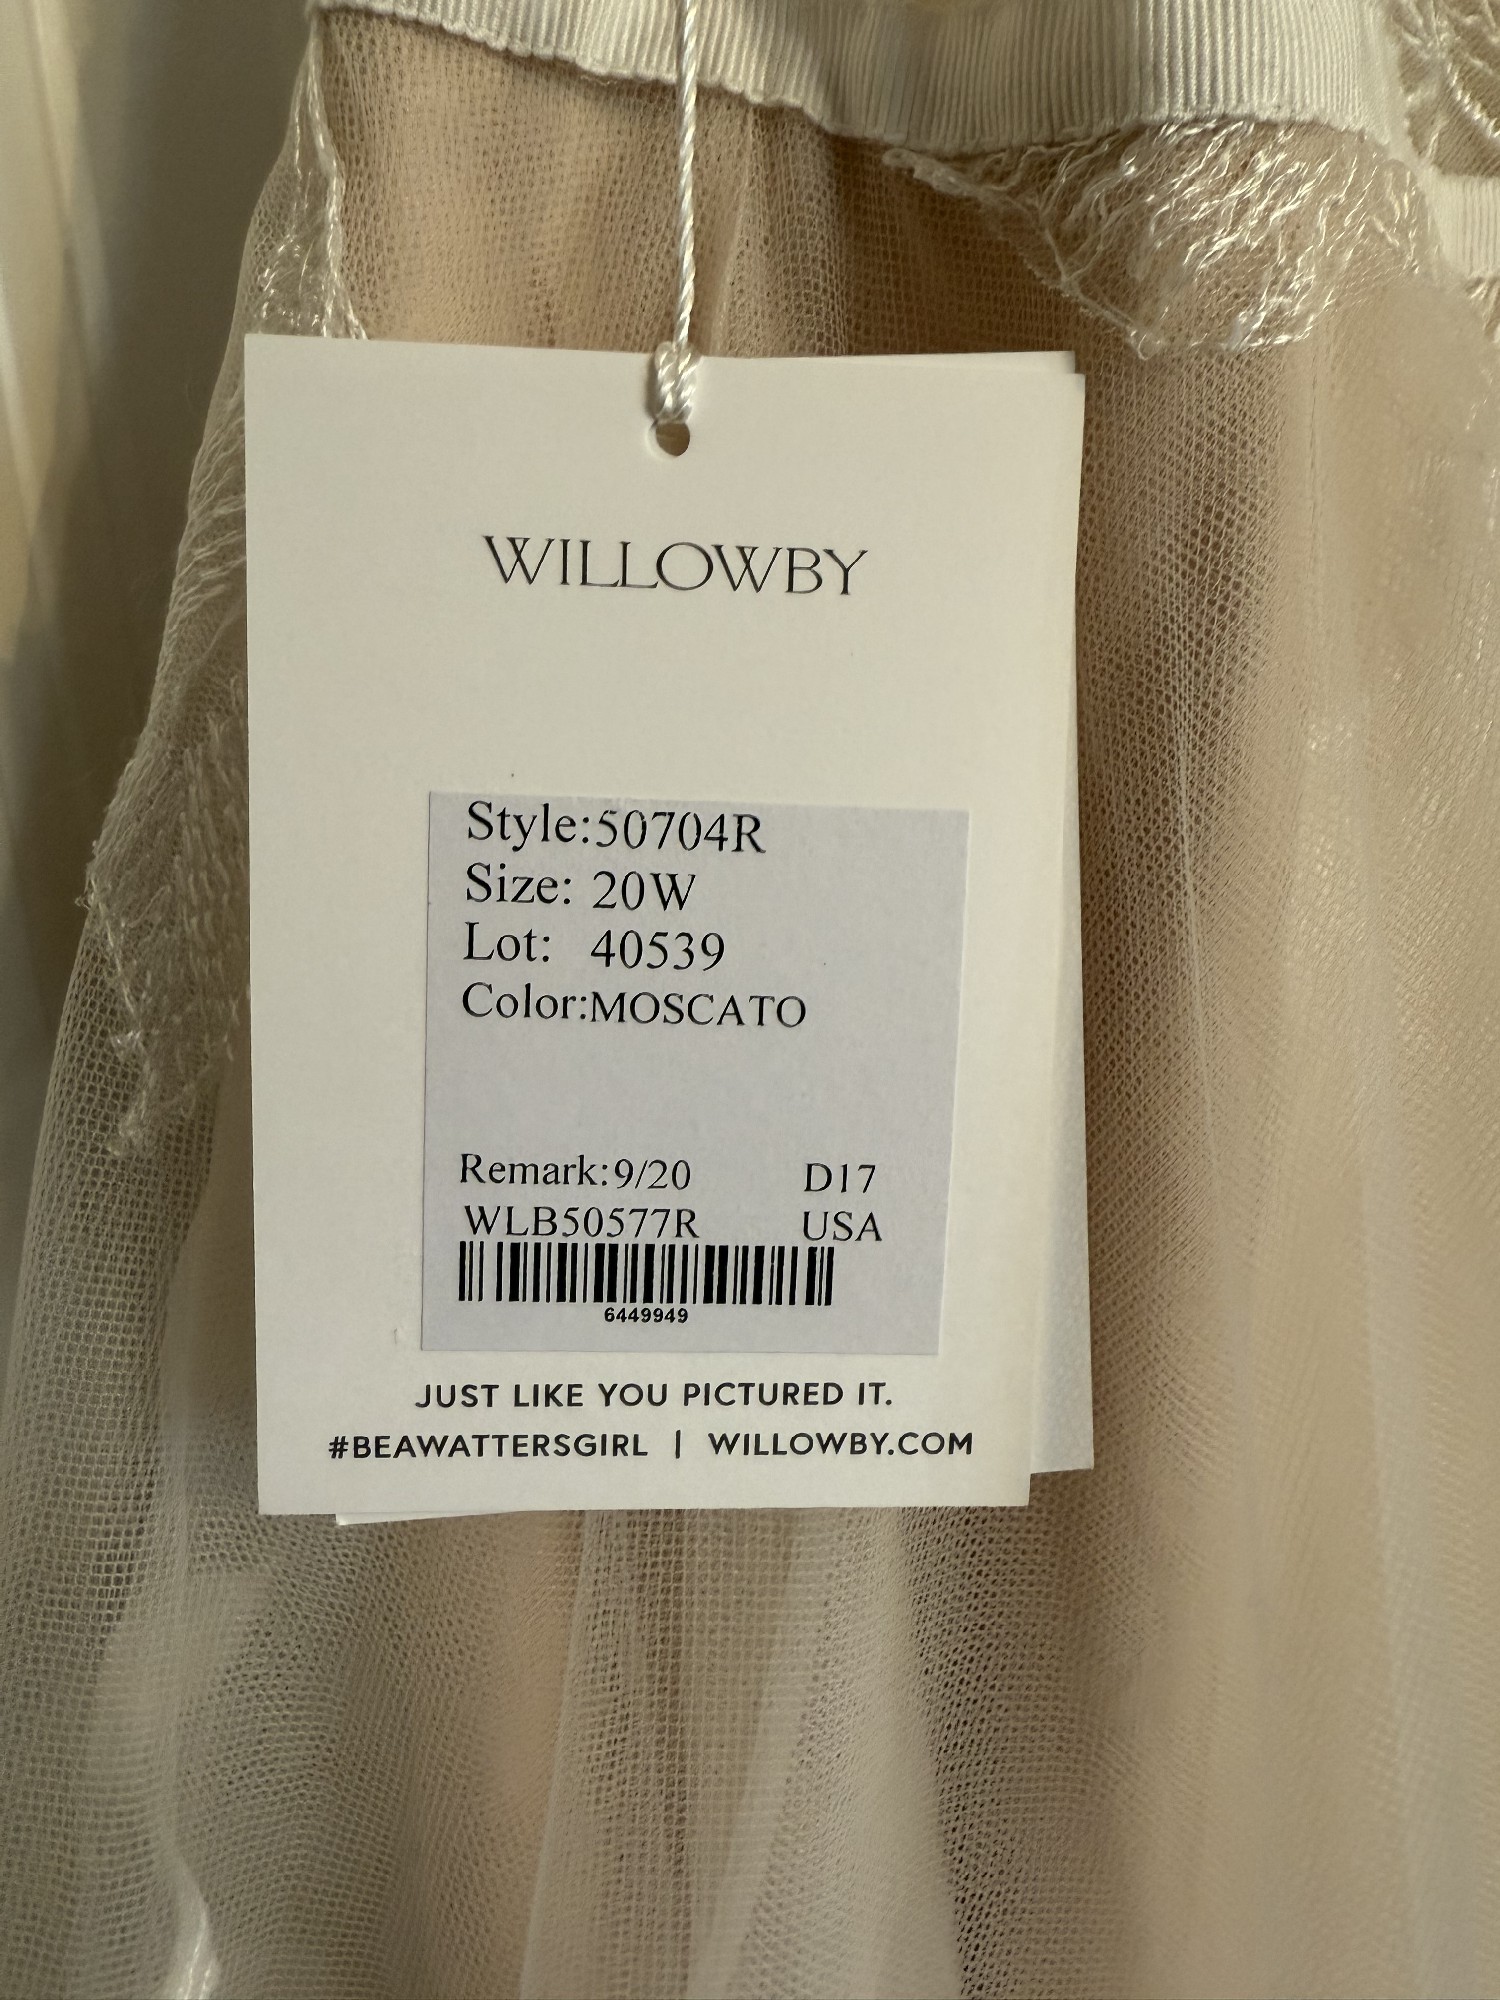 WILLOWBY
Style:50704R
Size: 20W
Lot: 40539
Color:MOSCATO
Remark:9/20 D17
WLB50577R USA
6449949
JUST LIKE YOU PICTURED IT.
#BEAWATTERSGIRL | WILLOWBY.COM